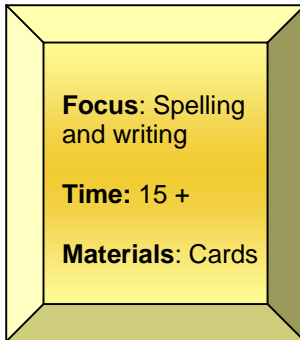 Focus: Spelling
and writing
Time: 15 +
Materials: Cards